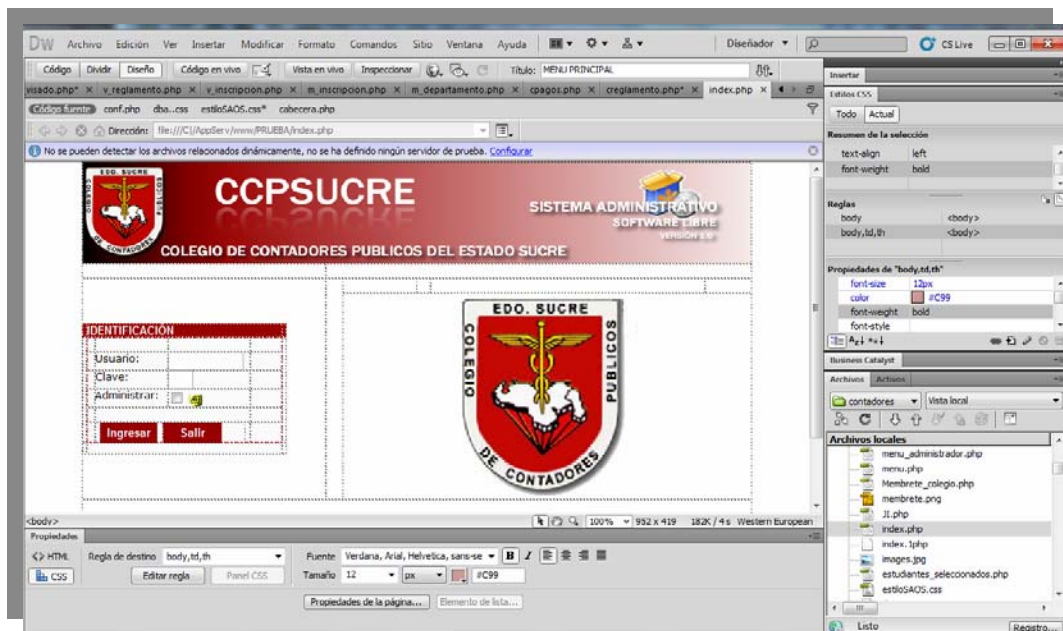 Dw Archivo Edición Ver Insertar Modificar Formato Comandos Sitio Ventana Ayuda Diseñador CS Live
Código Dividir Diseño Código en vivo Vista en vivo Inspeccionar Título: MENU PRINCIPAL
visado.php* v_reglamento.php v_inscripcion.php m_inscripcion.php m_departamento.php cpagos.php creglamento.php* index.php
Código fuente conf.php dba..css estiloSAOS.css* cabecera.php
Dirección: file:///C|/AppServ/www/PRUEBA/index.php
No se pueden detectar los archivos relacionados dinámicamente, no se ha definido ningún servidor de prueba. Configurar
EDO. SUCRE
COLEGIO
PUBLICOS
DE CONTADORES
CCPSUCRE
SISTEMA ADMINISTRATIVO
SOFTWARE LIBRE
COLEGIO DE CONTADORES PUBLICOS DEL ESTADO SUCRE
IDENTIFICACIÓN
Usuario:
Clave:
Administrar:
Ingresar Salir
EDO. SUCRE
COLEGIO
PUBLICOS
DE CONTADORES
<body> 100% 952 x 419 182K / 4 s Western European
Propiedades
<> HTML Regla de destino body,td,th Fuente Verdana, Arial, Helvetica, sans-se B I
CSS Editar regla Panel CSS Tamaño 12 px #C99
Propiedades de la página... Elemento de lista...
Insertar
Estilos CSS
Todo Actual
Resumen de la selección
text-align left
font-weight bold
Reglas
body <body>
body,td,th <body>
Propiedades de "body,td,th"
font-size 12px
color #C99
font-weight bold
font-style
Business Catalyst
Archivos Activos
contadores Vista local
Archivos locales
menu_administrador.php
menu.php
Membrete_colegio.php
membrete.png
JI.php
index.php
index.1php
images.jpg
estudiantes_seleccionados.php
estiloSAOS.css
Listo Registro...